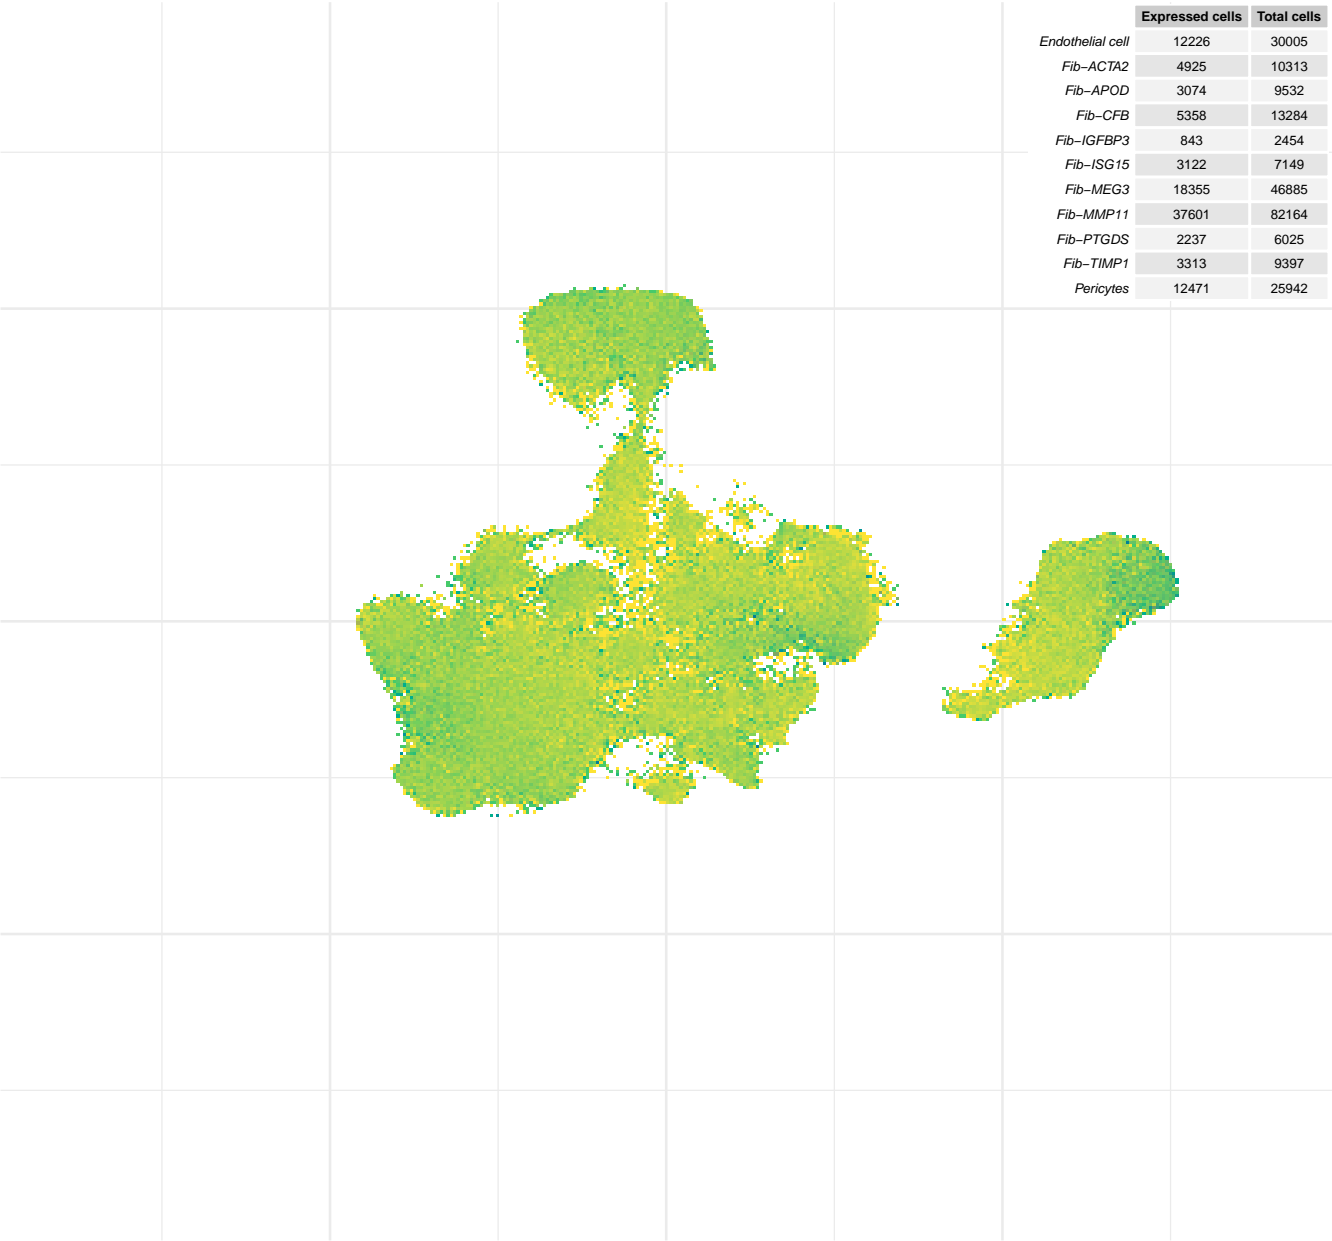 Expressed cells Total cells
Endothelial cell 12226 30005
Fib−ACTA2 4925 10313
Fib−APOD 3074 9532
Fib−CFB 5358 13284
Fib−IGFBP3 843 2454
Fib−ISG15 3122 7149
Fib−MEG3 18355 46885
Fib−MMP11 37601 82164
Fib−PTGDS 2237 6025
Fib−TIMP1 3313 9397
Pericytes 12471 25942